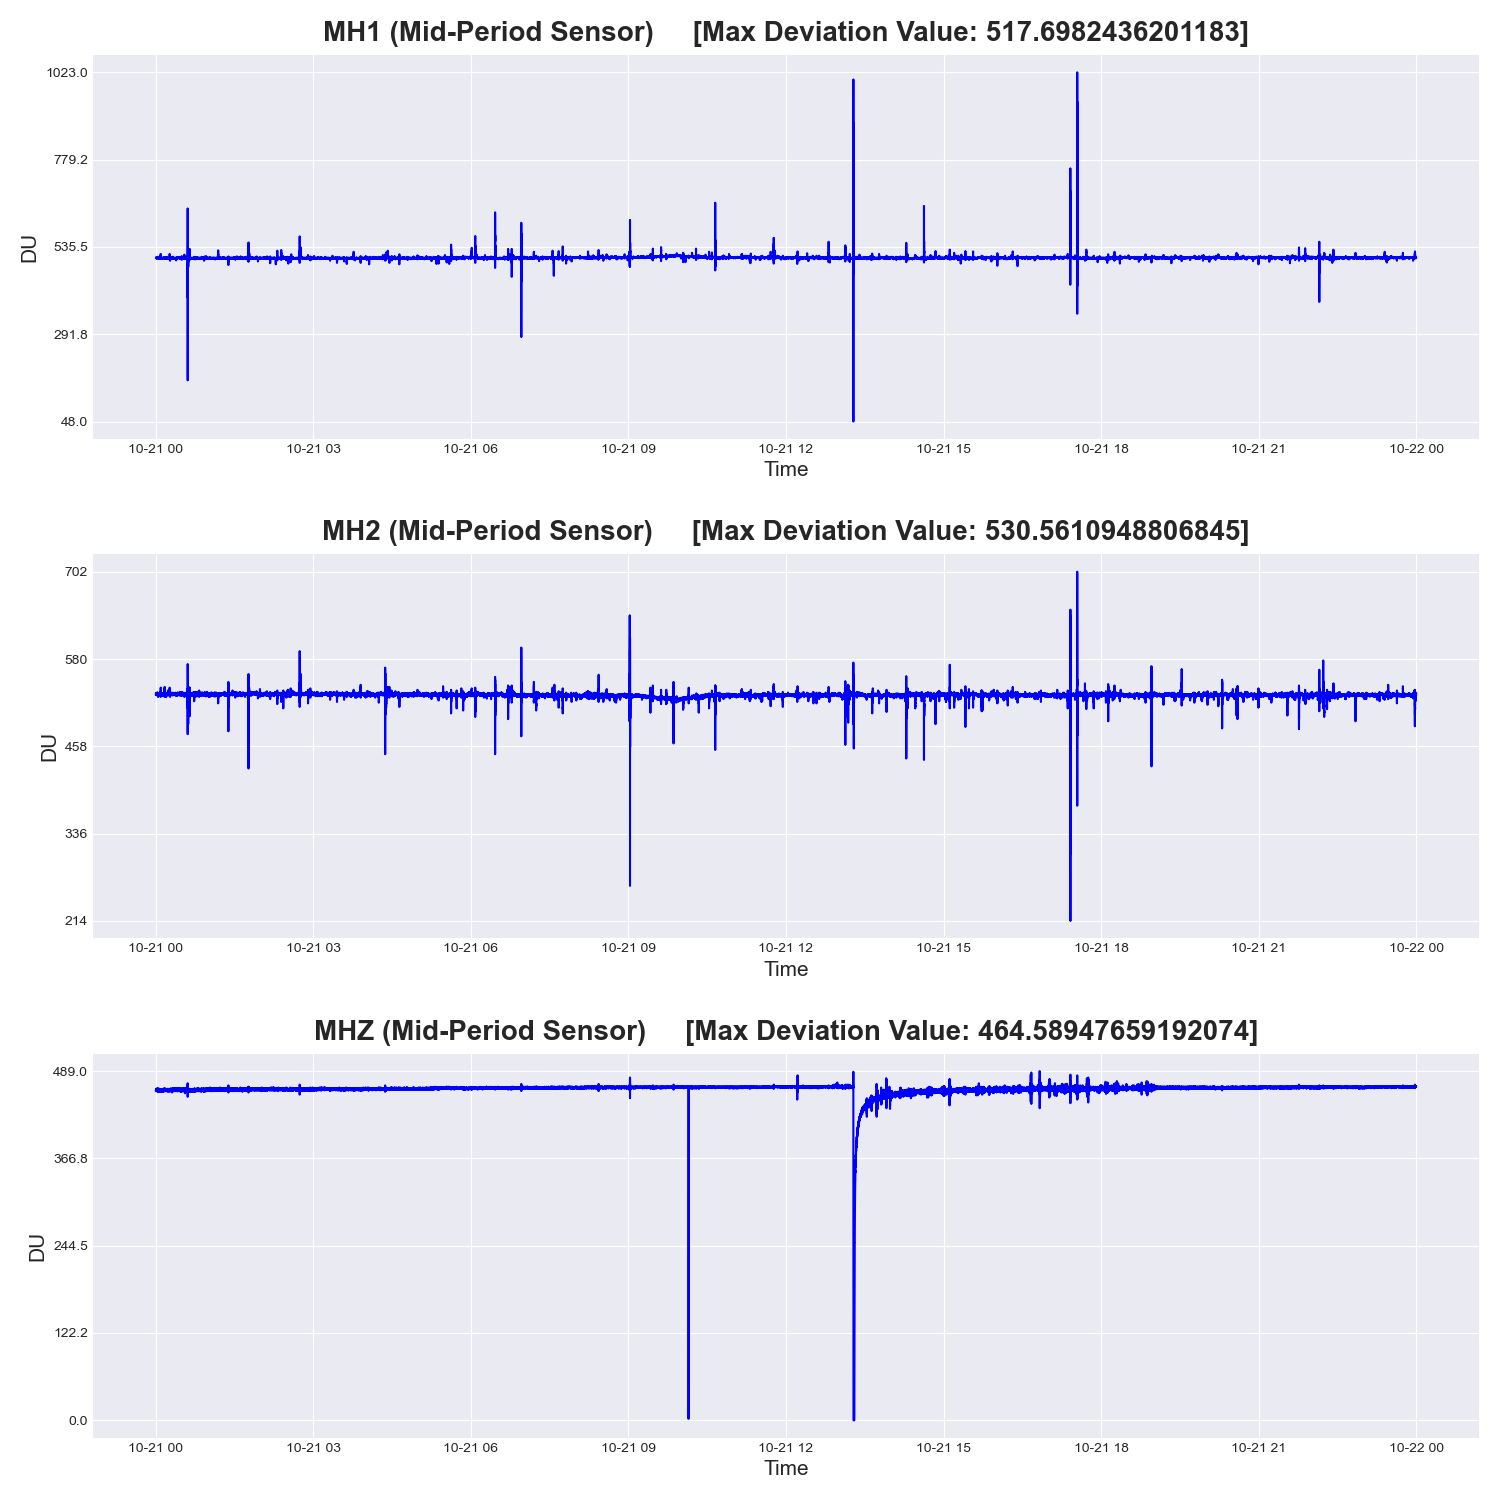 MH1 (Mid-Period Sensor) [Max Deviation Value: 517.6982436201183]
1023.0
779.2
535.5
291.8
48.0
DU
10-21 00 10-21 03 10-21 06 10-21 09 10-21 12 10-21 15 10-21 18 10-21 21 10-22 00
Time
MH2 (Mid-Period Sensor) [Max Deviation Value: 530.5610948806845]
702
580
458
336
214
DU
10-21 00 10-21 03 10-21 06 10-21 09 10-21 12 10-21 15 10-21 18 10-21 21 10-22 00
Time
MHZ (Mid-Period Sensor) [Max Deviation Value: 464.58947659192074]
489.0
366.8
244.5
122.2
0.0
DU
10-21 00 10-21 03 10-21 06 10-21 09 10-21 12 10-21 15 10-21 18 10-21 21 10-22 00
Time